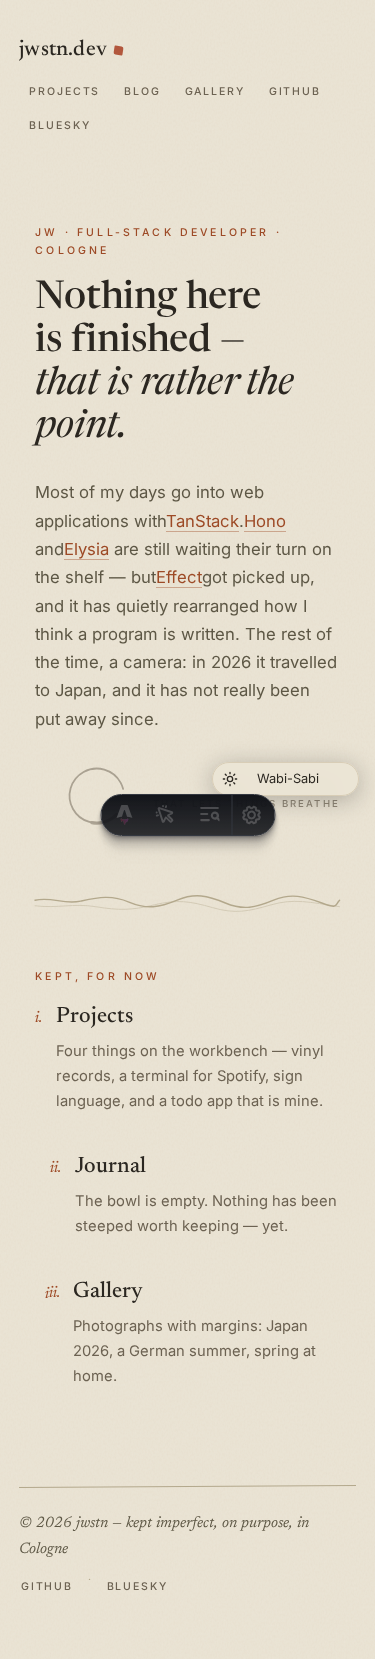 jwstn.dev
PROJECTS BLOG GALLERY GITHUB
BLUESKY
JW · FULL-STACK DEVELOPER ·
COLOGNE
Nothing here
is finished —
that is rather the
point.
Most of my days go into web
applications withTanStack.Hono
andElysia are still waiting their turn on
the shelf — butEffectgot picked up,
and it has quietly rearranged how I
think a program is written. The rest of
the time, a camera: in 2026 it travelled
to Japan, and it has not really been
put away since.
Wabi-Sabi
BREATHE
KEPT, FOR NOW
i. Projects
Four things on the workbench — vinyl
records, a terminal for Spotify, sign
language, and a todo app that is mine.
ii. Journal
The bowl is empty. Nothing has been
steeped worth keeping — yet.
iii. Gallery
Photographs with margins: Japan
2026, a German summer, spring at
home.
© 2026 jwstn — kept imperfect, on purpose, in
Cologne
GITHUB · BLUESKY